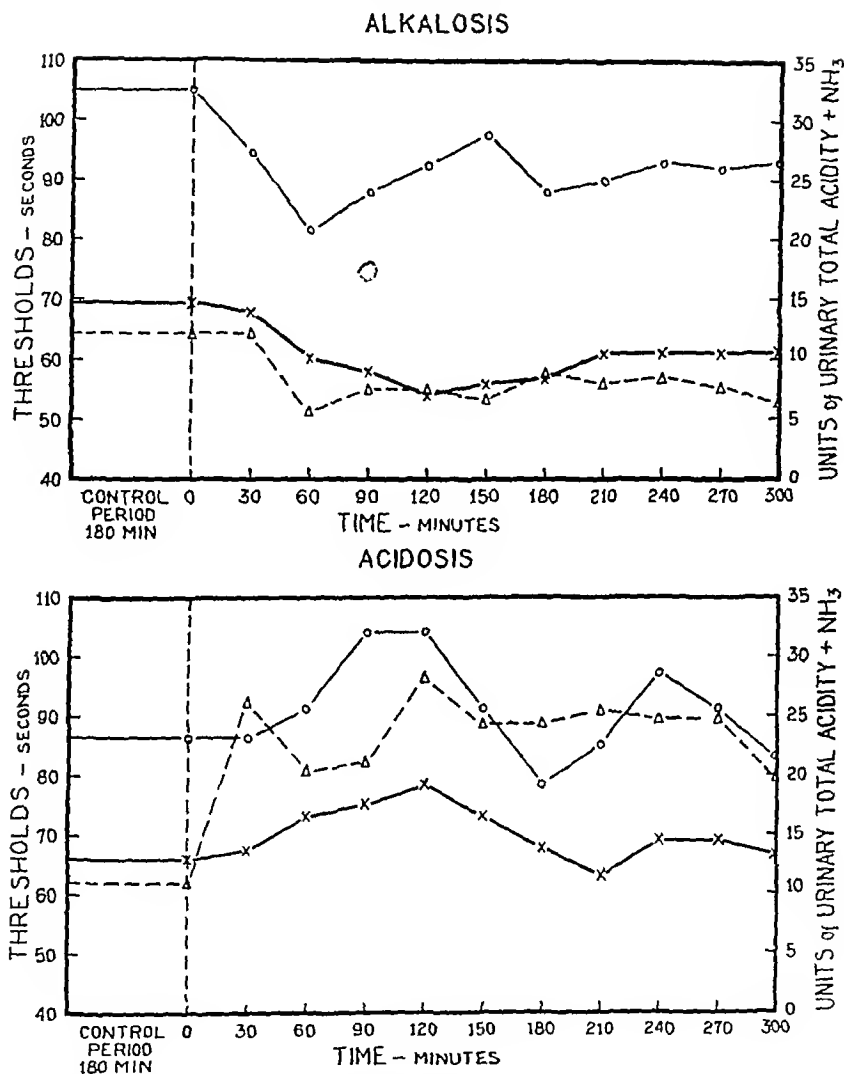 ALKALOSIS
THRESHOLDS – SECONDS
110
100
90
80
70
60
50
40
35
30
25
20
15
10
5
0
UNITS of URINARY TOTAL ACIDITY + NH3
CONTROL
PERIOD
180 MIN
0 30 60 90 120 150 180 210 240 270 300
TIME – MINUTES
ACIDOSIS
THRESHOLDS – SECONDS
110
100
90
80
70
60
50
40
35
30
25
20
15
10
5
0
UNITS of URINARY TOTAL ACIDITY + NH3
CONTROL
PERIOD
180 MIN
0 30 60 90 120 150 180 210 240 270 300
TIME – MINUTES